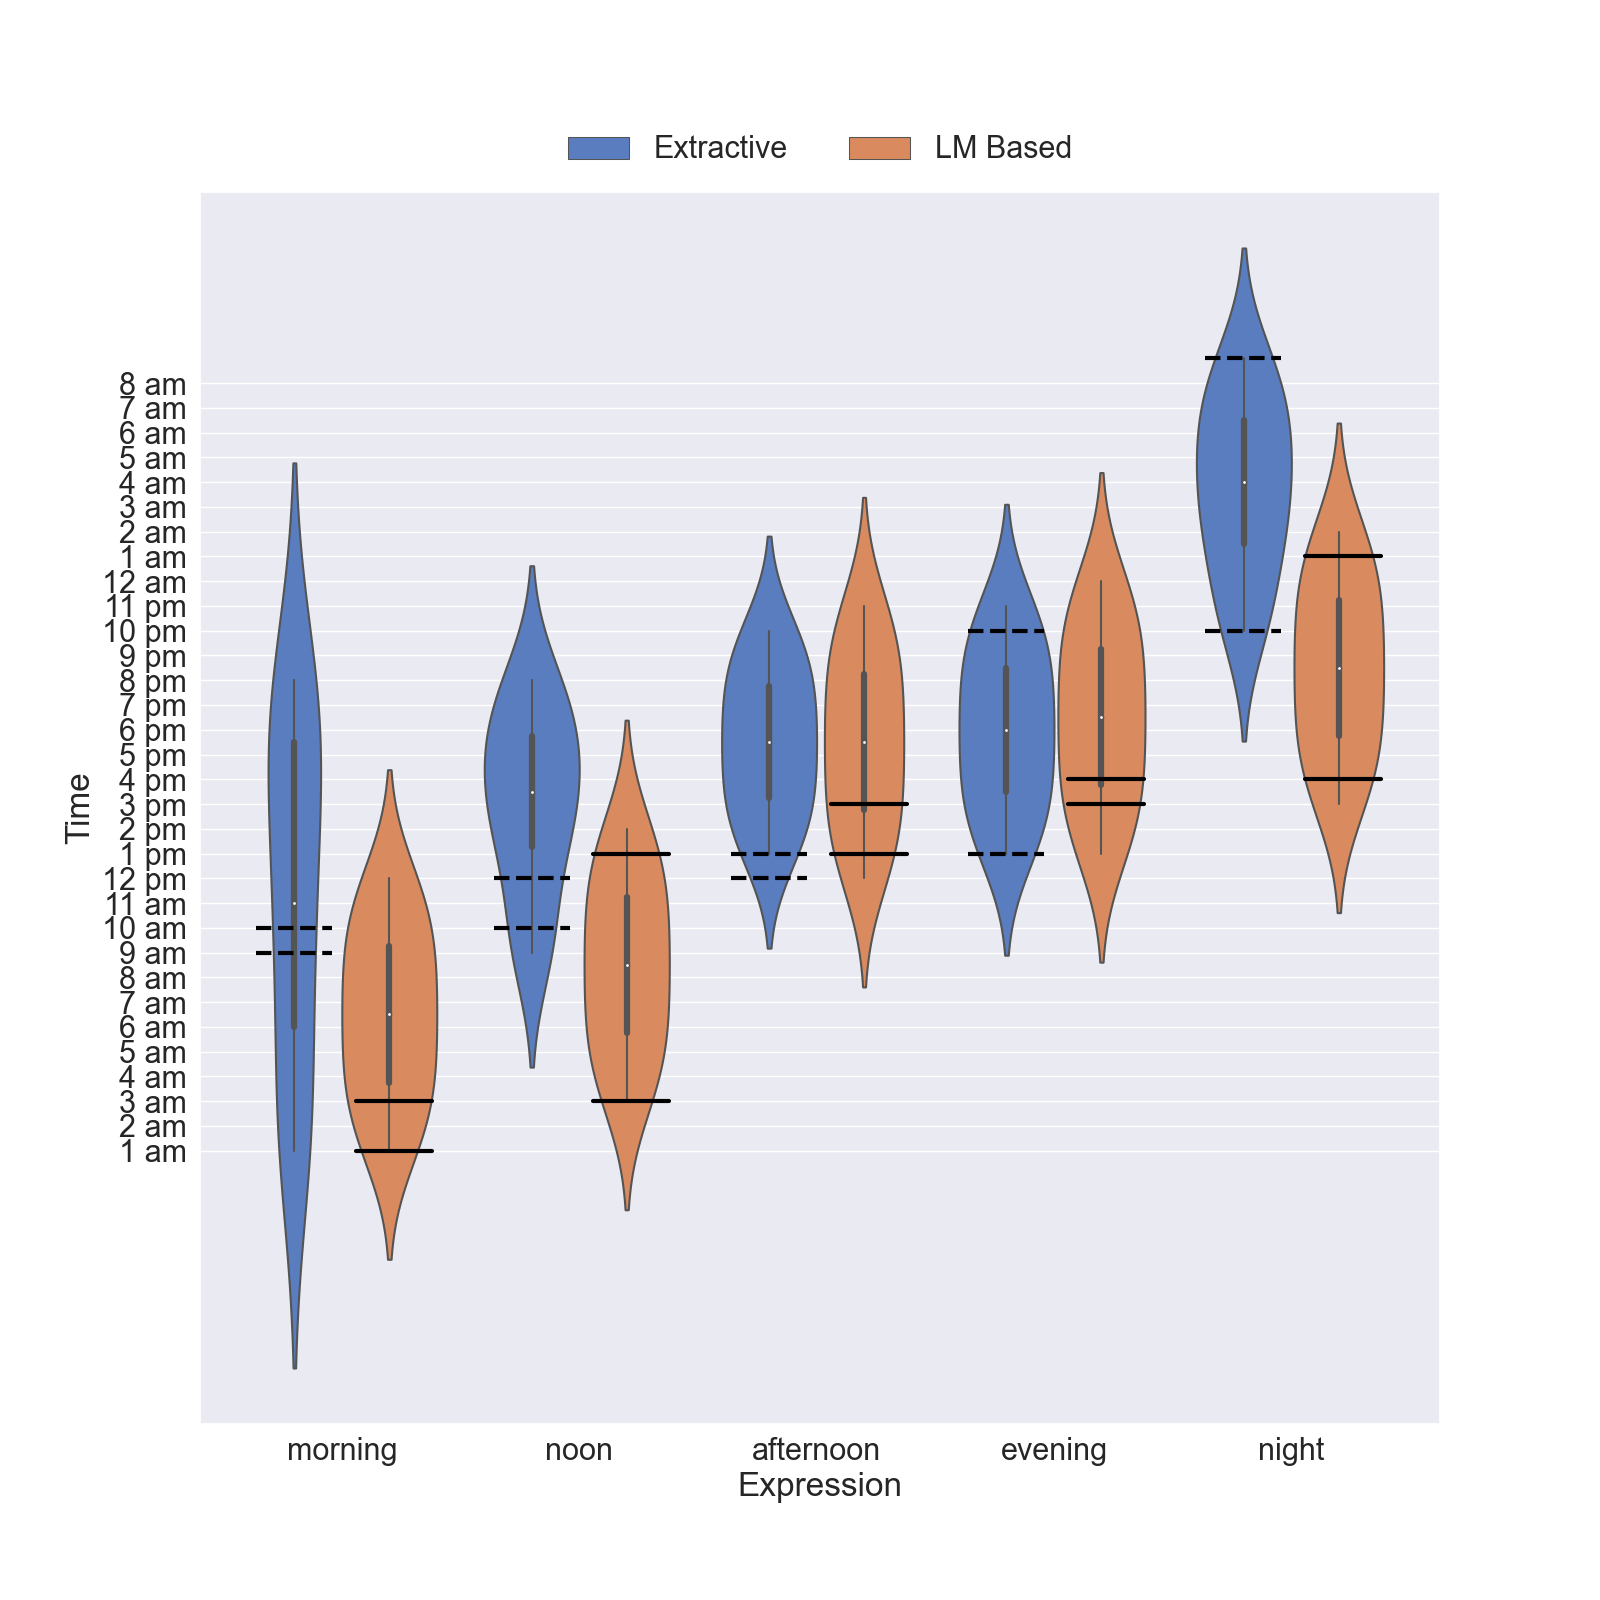 Extractive LM Based
8 am
7 am
6 am
5 am
4 am
3 am
2 am
1 am
12 am
11 pm
10 pm
9 pm
8 pm
7 pm
6 pm
5 pm
4 pm
3 pm
2 pm
1 pm
12 pm
11 am
10 am
9 am
8 am
7 am
6 am
5 am
4 am
3 am
2 am
1 am
Time
morning noon afternoon evening night
Expression